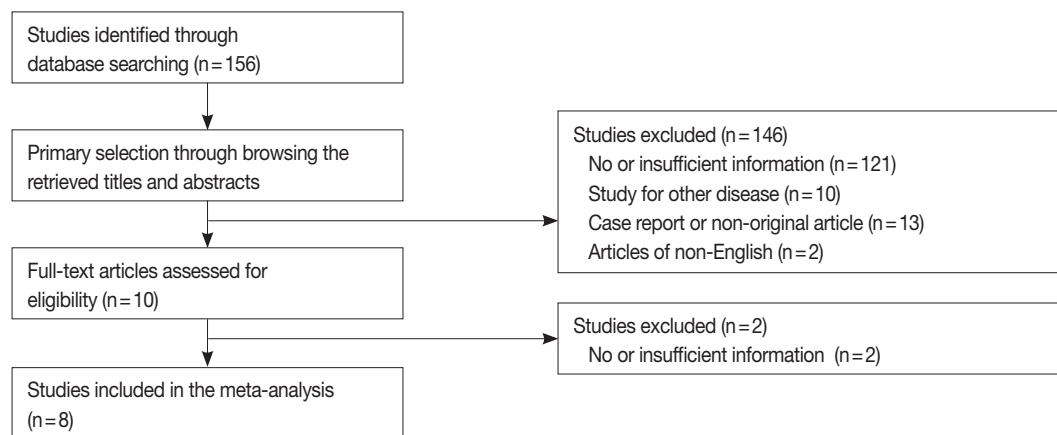 Studies identified through
database searching (n=156)
Primary selection through browsing the
retrieved titles and abstracts
Studies excluded (n=146)
No or insufficient information (n=121)
Study for other disease (n=10)
Case report or non-original article (n=13)
Articles of non-English (n=2)
Full-text articles assessed for
eligibility (n=10)
Studies excluded (n=2)
No or insufficient information (n=2)
Studies included in the meta-analysis
(n=8)